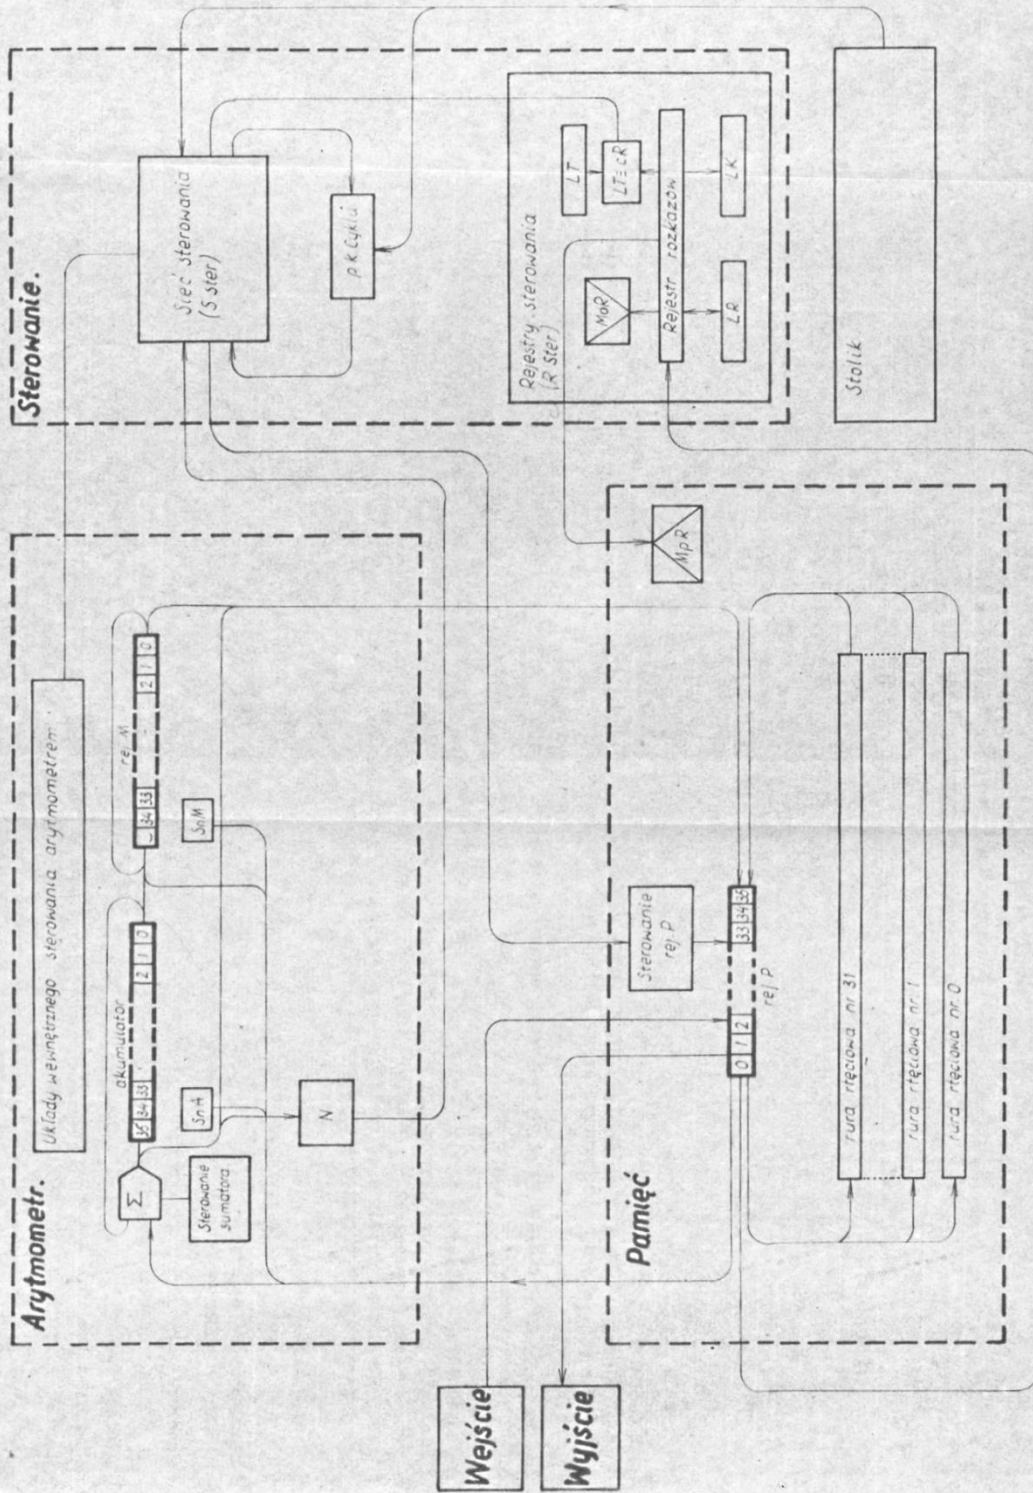 Arytmometr.
Układy wewnętrznego sterowania arytmometrem
akumulator
rej M
Σ
35 34 33
2 1 0
34 33
2 1 0
Sterowanie
sumatora
SnA
SnM
N
Sterowanie.
Sieć sterowania
(S ster)
p k. Cyklu
Rejestry sterowania
(R Ster)
LT
LT≡cR
MoR
Rejestr rozkazów
LR
LK
Stolik
Wejście
Wyjście
Pamięć
Sterowanie
rej. P
0 1 2
33 34 35
rej P
MpR
rura rtęciowa nr 31
rura rtęciowa nr. 1
rura rtęciowa nr. 0